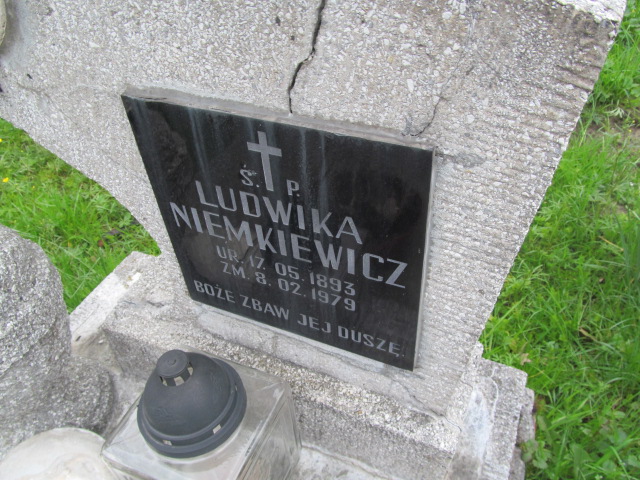 Ś. P.
LUDWIKA
NIEMKIEWICZ
UR. 17. 05. 1893
ZM. 8. 02. 1979
BOŻE ZBAW JEJ DUSZĘ.